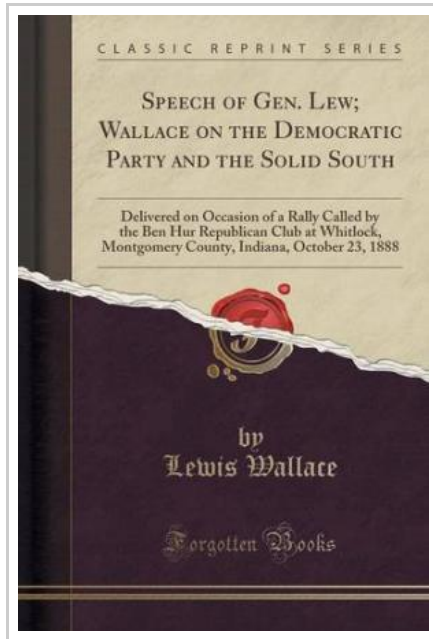 CLASSIC REPRINT SERIES
SPEECH OF GEN. LEW;
WALLACE ON THE DEMOCRATIC
PARTY AND THE SOLID SOUTH
Delivered on Occasion of a Rally Called by
the Ben Hur Republican Club at Whitlock,
Montgomery County, Indiana, October 23, 1888
by
Lewis Wallace
Forgotten Books